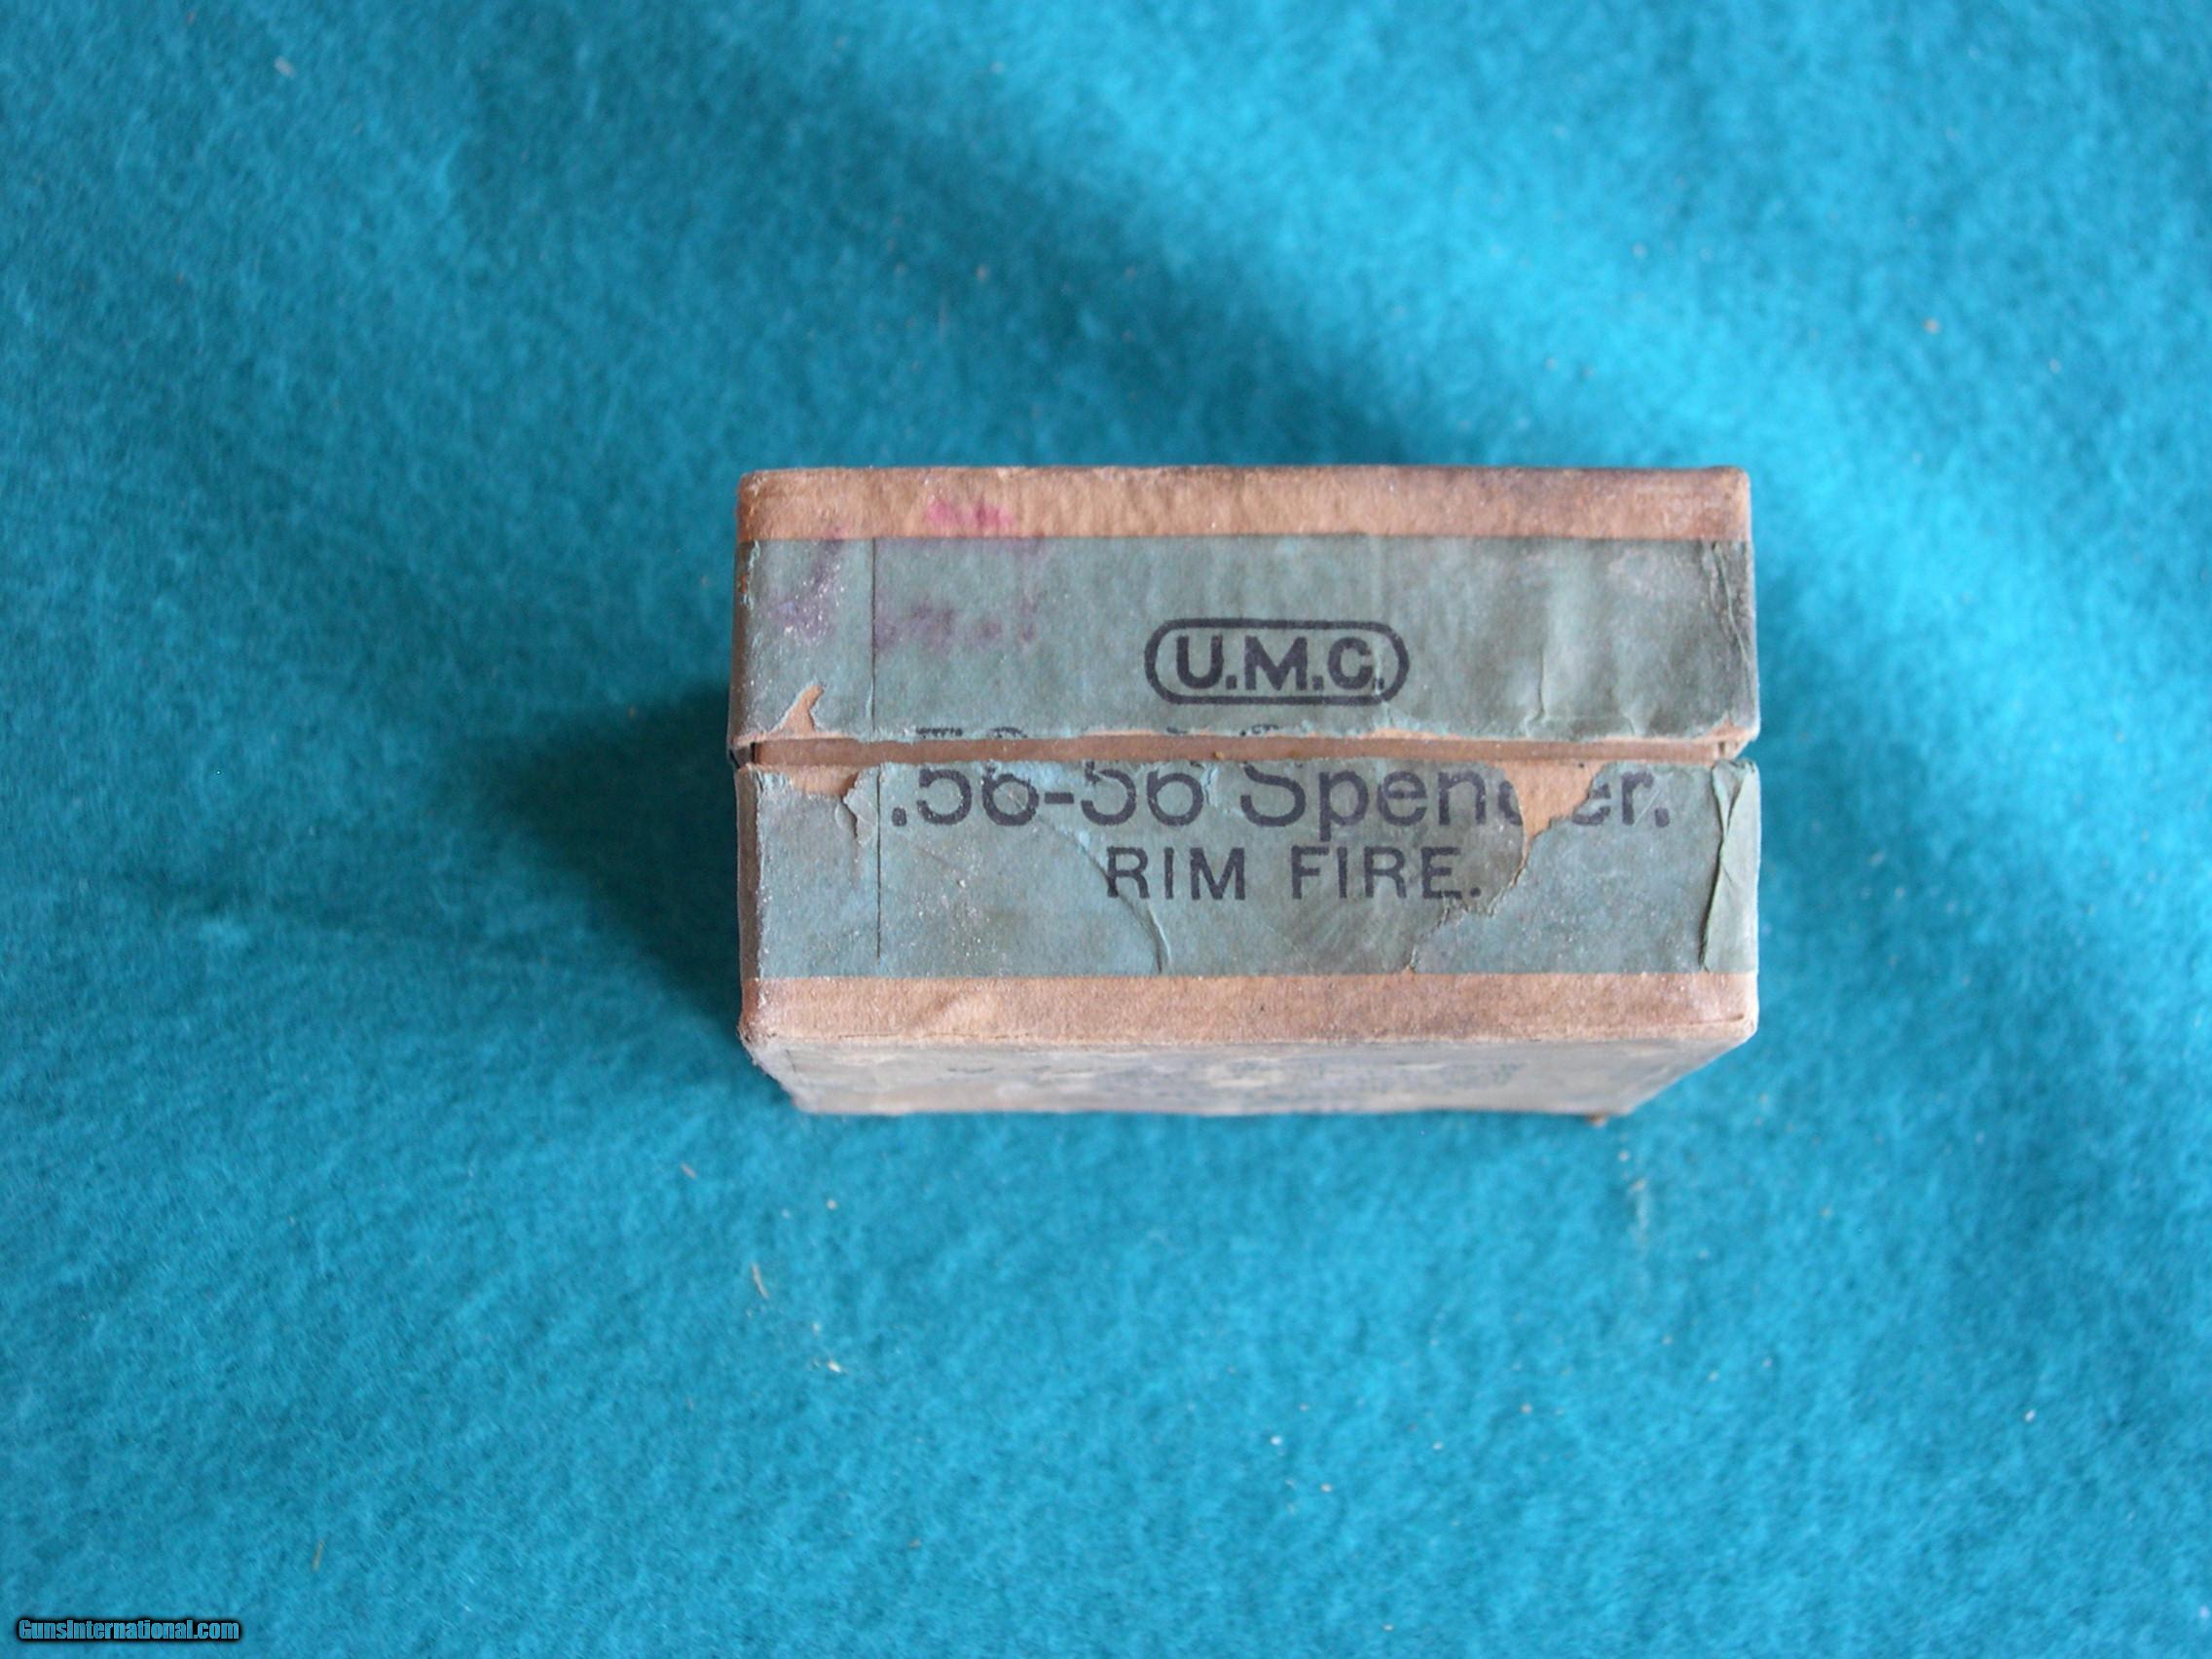 U.M.C.
.56-56 Spencer.
RIM FIRE.
GunsInternational.com